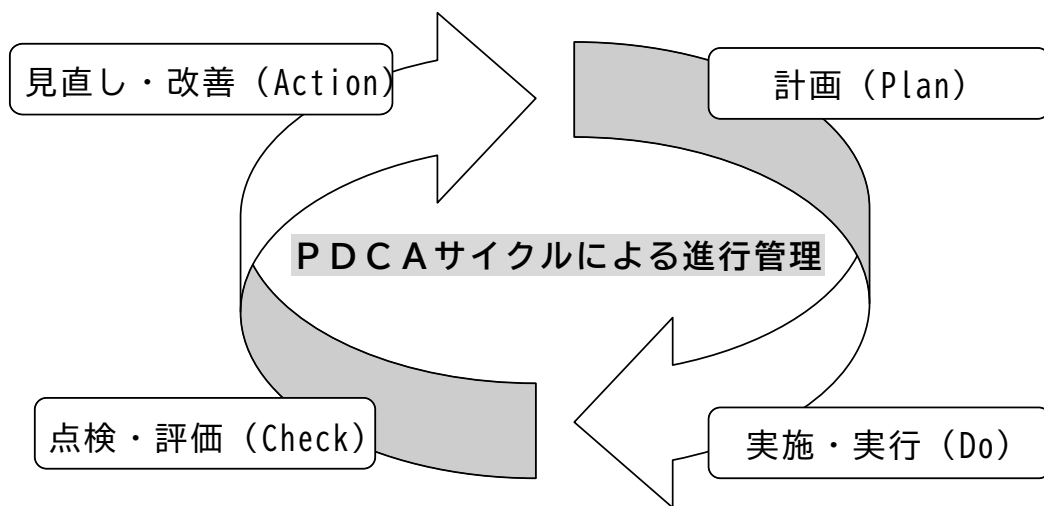 見直し・改善（Action）
計画（Plan）
ＰＤＣＡサイクルによる進行管理
点検・評価（Check）
実施・実行（Do）